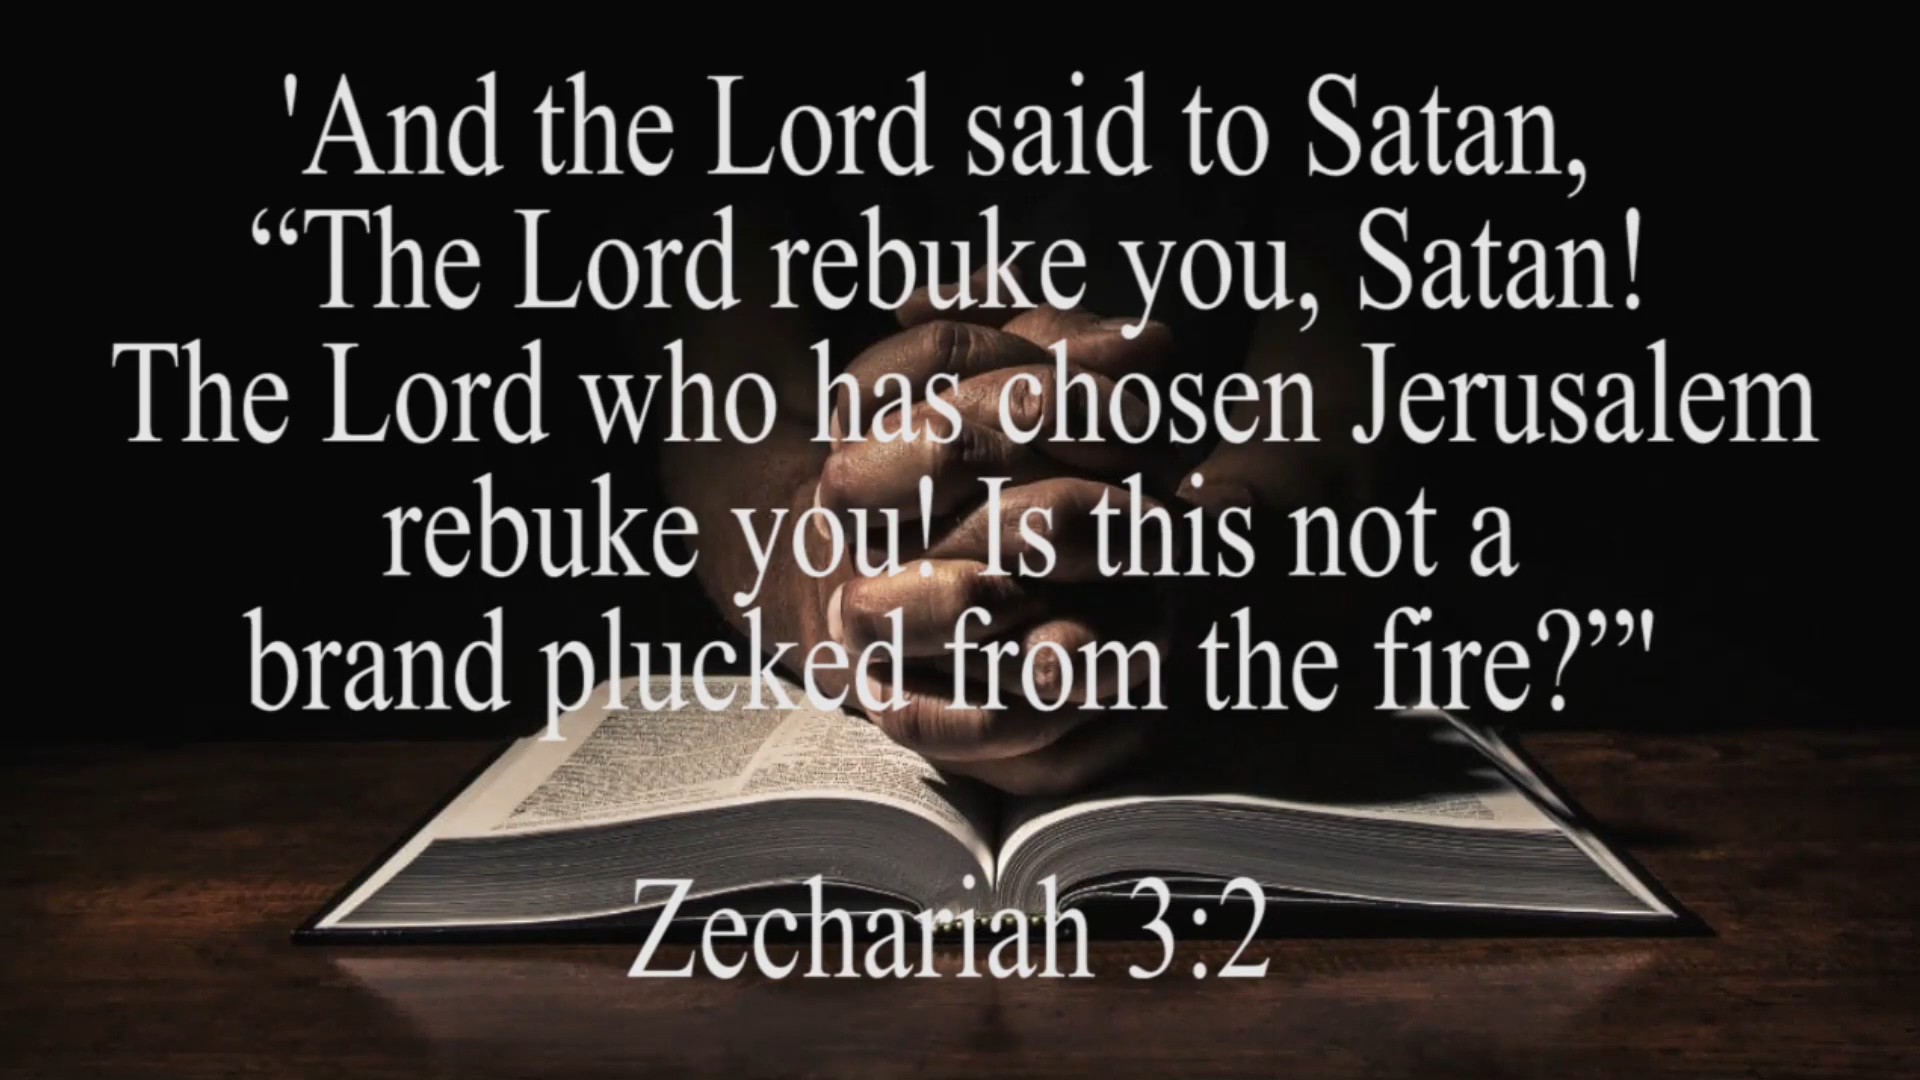 'And the Lord said to Satan,
“The Lord rebuke you, Satan!
The Lord who has chosen Jerusalem
rebuke you! Is this not a
brand plucked from the fire?”'
Zechariah 3:2